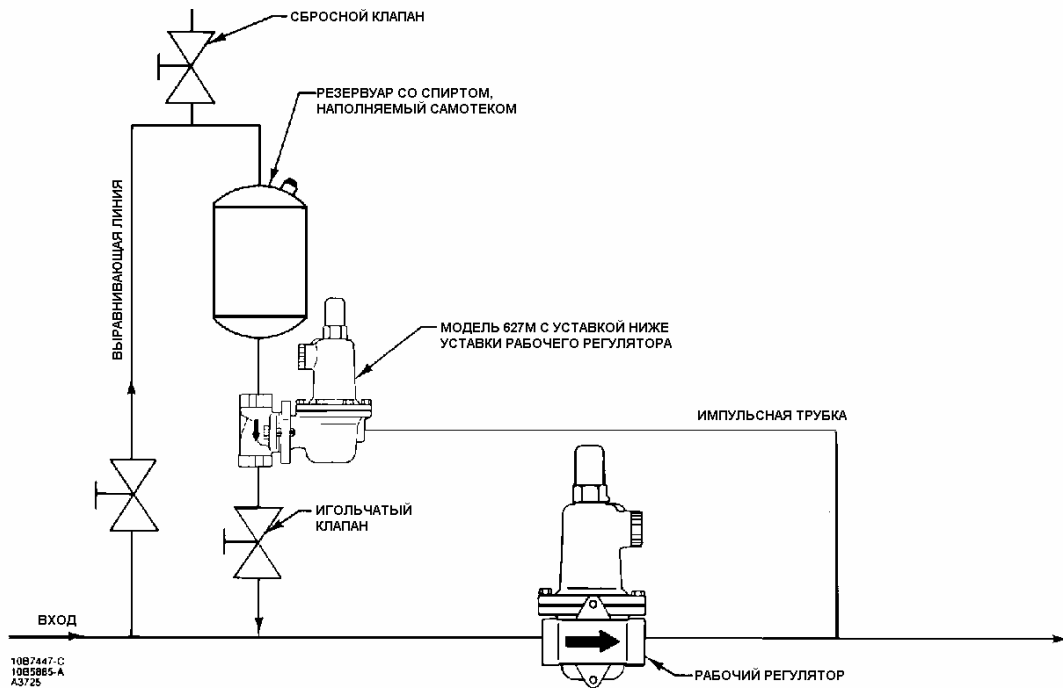 СБРОСНОЙ КЛАПАН
РЕЗЕРВУАР СО СПИРТОМ,
НАПОЛНЯЕМЫЙ САМОТЕКОМ
ВЫРАВНИВАЮЩАЯ ЛИНИЯ
МОДЕЛЬ 627М С УСТАВКОЙ НИЖЕ
УСТАВКИ РАБОЧЕГО РЕГУЛЯТОРА
ИМПУЛЬСНАЯ ТРУБКА
ИГОЛЬЧАТЫЙ
КЛАПАН
ВХОД
РАБОЧИЙ РЕГУЛЯТОР
10B7447-C
10B5885-A
A3725